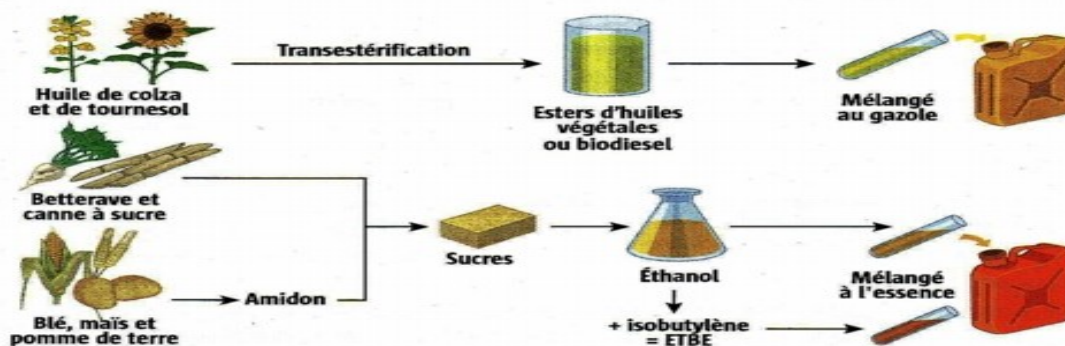 Transestérification
Huile de colza
et de tournesol
Esters d'huiles
végétales
ou biodiesel
Mélangé
au gazole
Betterave et
canne à sucre
Sucres
Éthanol
Mélangé
à l'essence
Blé, maïs et
pomme de terre
Amidon
+ isobutylène
= ETBE